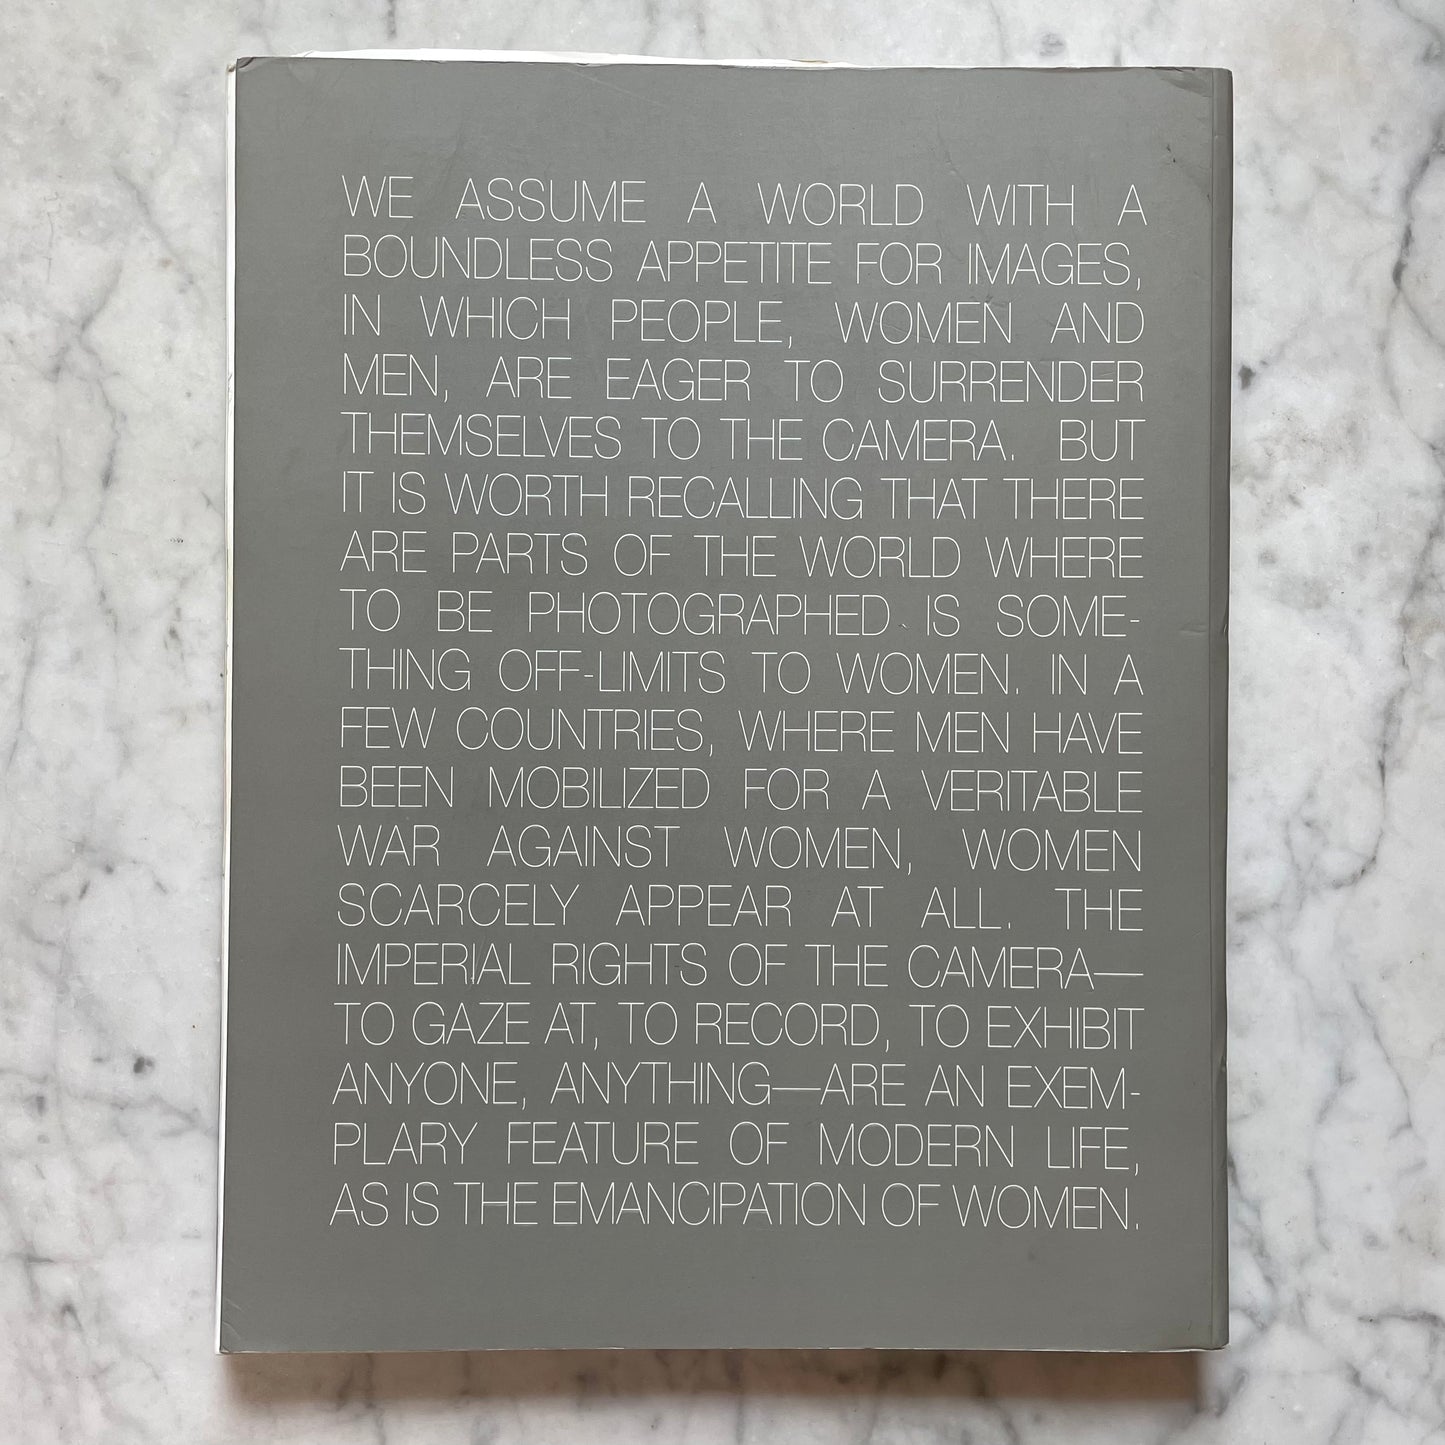 WE ASSUME A WORLD WITH A
BOUNDLESS APPETITE FOR IMAGES,
IN WHICH PEOPLE, WOMEN AND
MEN, ARE EAGER TO SURRENDER
THEMSELVES TO THE CAMERA. BUT
IT IS WORTH RECALLING THAT THERE
ARE PARTS OF THE WORLD WHERE
TO BE PHOTOGRAPHED IS SOME-
THING OFF-LIMITS TO WOMEN. IN A
FEW COUNTRIES, WHERE MEN HAVE
BEEN MOBILIZED FOR A VERITABLE
WAR AGAINST WOMEN, WOMEN
SCARCELY APPEAR AT ALL. THE
IMPERIAL RIGHTS OF THE CAMERA—
TO GAZE AT, TO RECORD, TO EXHIBIT
ANYONE, ANYTHING—ARE AN EXEM-
PLARY FEATURE OF MODERN LIFE,
AS IS THE EMANCIPATION OF WOMEN.